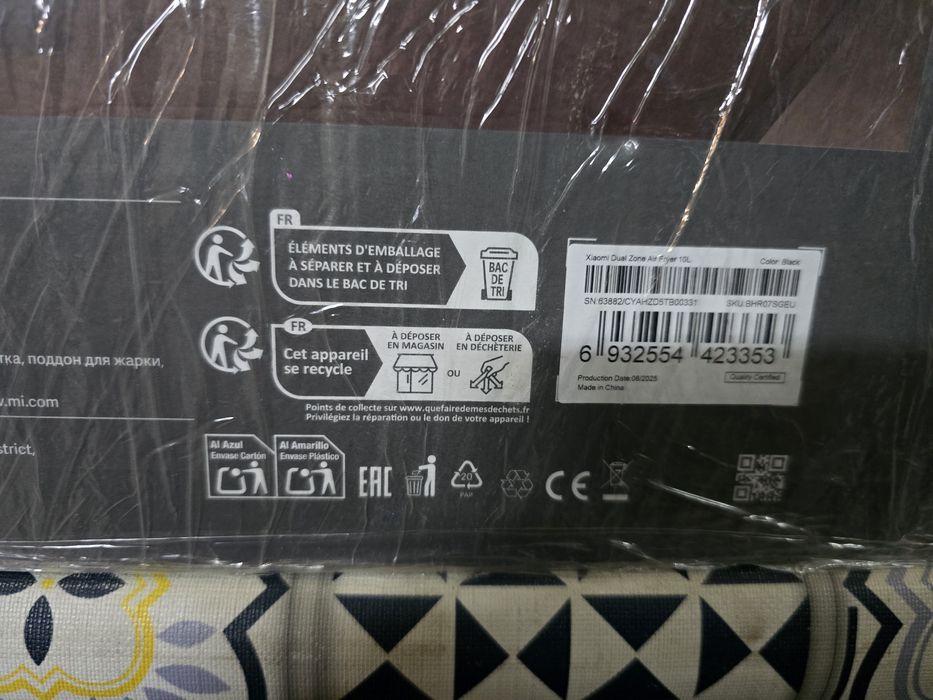 FR
ÉLÉMENTS D'EMBALLAGE
À SÉPARER ET À DÉPOSER
DANS LE BAC DE TRI
BAC
DE
TRI
FR
Cet appareil
se recycle
À DÉPOSER
EN MAGASIN
OU
À DÉPOSER
EN DÉCHÈTERIE
Points de collecte sur www.quefairedemesdechets.fr
Privilégiez la réparation ou le don de votre appareil !
Xiaomi Dual Zone Air Fryer 10L
Color: Black
SN:63882/CYAHZD5TB00331
SKU:BHR07SGEU
6 932554 423353
Production Date:06/2025
Quality Certified
Made in China
поддон для жарки,
.mi.com
strict,
Al Azul
Envase Cartón
Al Amarillo
Envase Plástico
EAC
20
PAP
CE